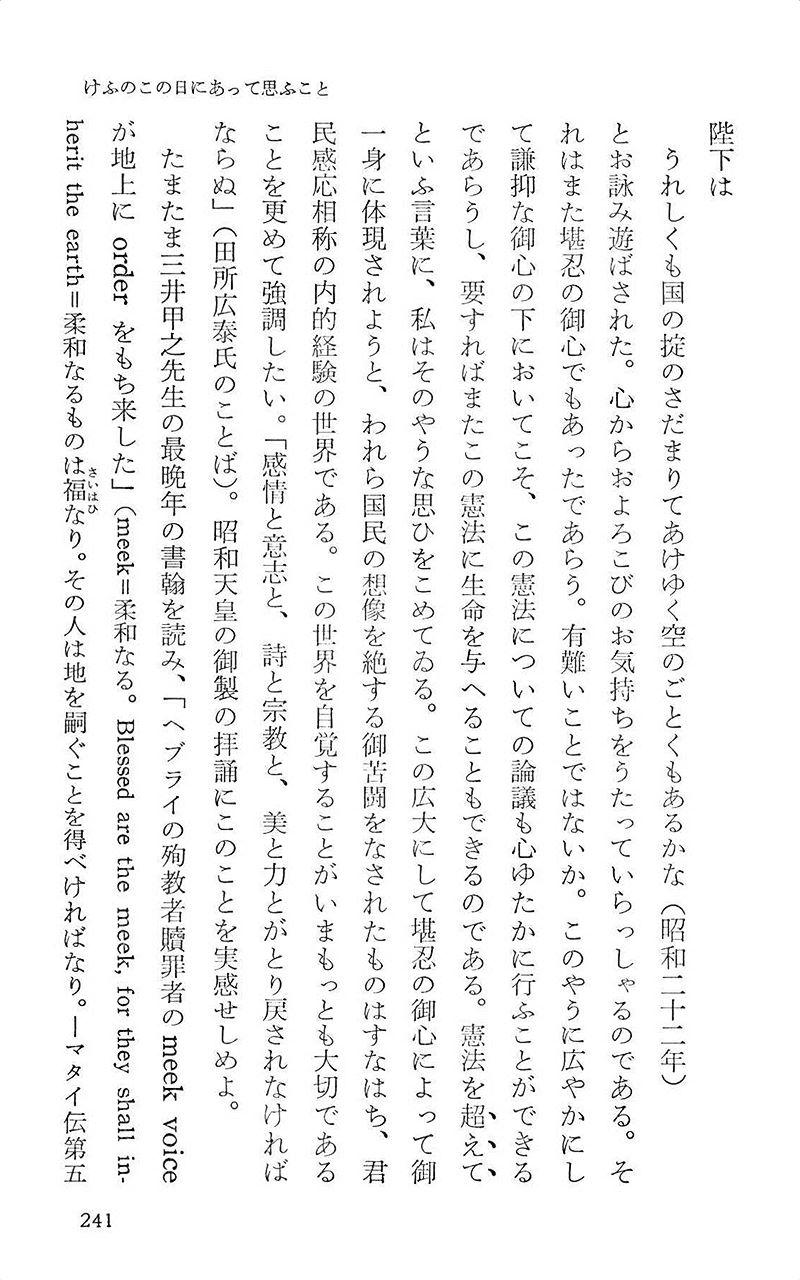 けふのこの日にあって思ふこと
陛下は
うれしくも国の掟のさだまりてあけゆく空のごとくもあるかな（昭和二十二年）
とお詠み遊ばされた。心からおよろこびのお気持ちをうたっていらっしゃるのである。そ
れはまた堪忍の御心でもあったであらう。有難いことではないか。このやうに広やかにし
て謙抑な御心の下においてこそ、この憲法についての論議も心ゆたかに行ふことができる
であらうし、要すればまたこの憲法に生命を与へることもできるのである。憲法を超えて
といふ言葉に、私はそのやうな思ひをこめてゐる。この広大にして堪忍の御心によって御
一身に体現されようと、われら国民の想像を絶する御苦闘をなされたものはすなはち、君
民感応相称の内的経験の世界である。この世界を自覚することがいまもっとも大切である
ことを更めて強調したい。「感情と意志と、詩と宗教と、美と力とがとり戻されなければ
ならぬ」（田所広泰氏のことば）。昭和天皇の御製の拝誦にこのことを実感せしめよ。
たまたま三井甲之先生の最晩年の書翰を読み、「ヘブライの殉教者贖罪者の meek voice
が地上に order をもち来した」（meek＝柔和なる。Blessed are the meek, for they shall in-
herit the earth＝柔和なるものは福なり。その人は地を嗣ぐことを得べければなり。―マタイ伝第五
さいはひ
241